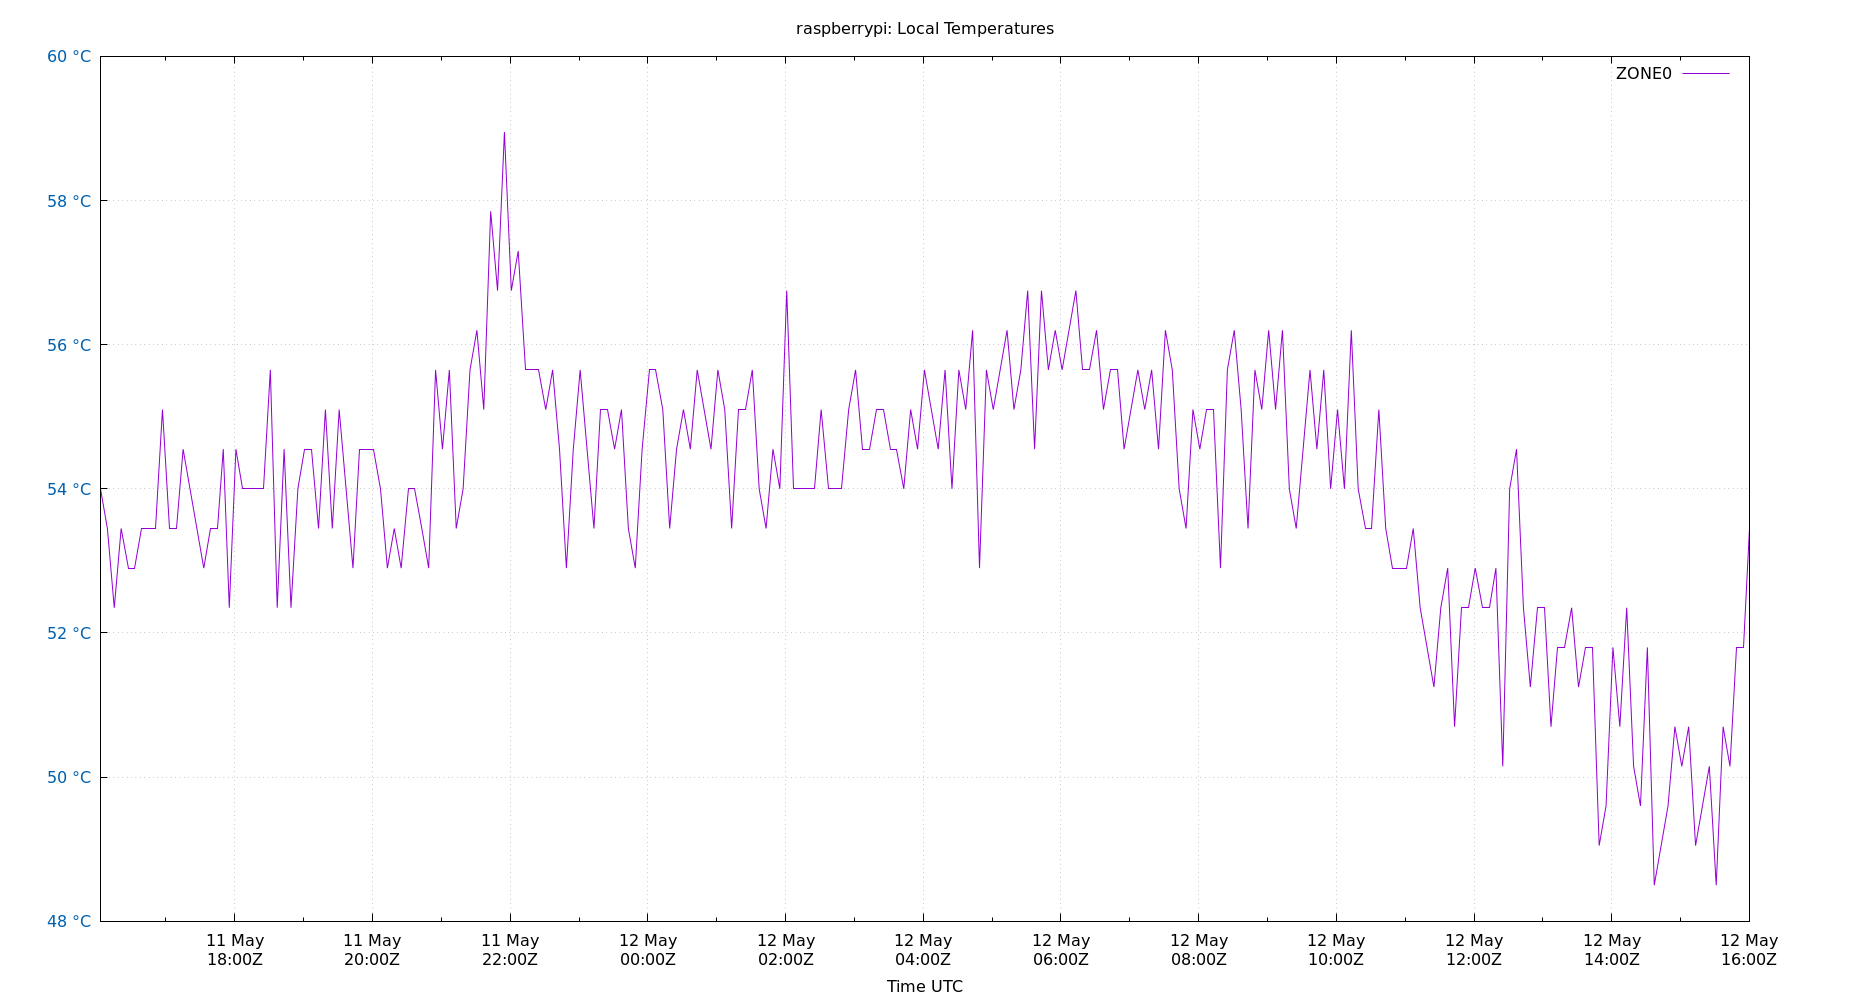 raspberrypi: Local Temperatures
60 °C
ZONE0
58 °C
56 °C
54 °C
52 °C
50 °C
48 °C
11 May 11 May 11 May 12 May 12 May 12 May 12 May 12 May 12 May 12 May 12 May 12 May
18:00Z 20:00Z 22:00Z 00:00Z 02:00Z 04:00Z 06:00Z 08:00Z 10:00Z 12:00Z 14:00Z 16:00Z
Time UTC